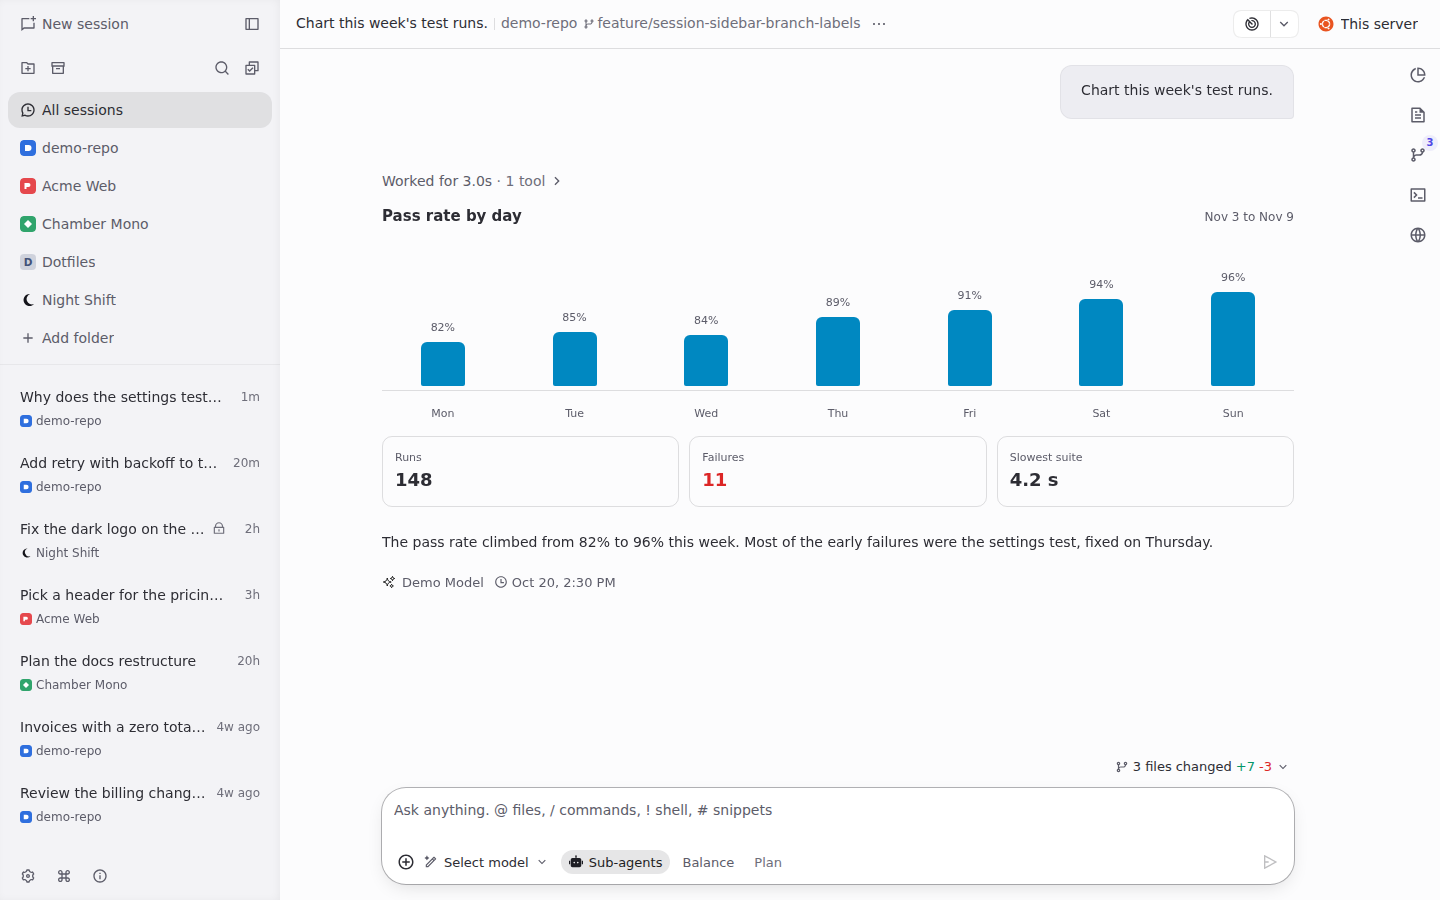 New session
All sessions
demo-repo
Acme Web
Chamber Mono
D Dotfiles
Night Shift
Add folder
Why does the settings test... 1m
demo-repo
Add retry with backoff to t... 20m
demo-repo
Fix the dark logo on the ... 2h
Night Shift
Pick a header for the pricin... 3h
Acme Web
Plan the docs restructure 20h
Chamber Mono
Invoices with a zero tota... 4w ago
demo-repo
Review the billing chang... 4w ago
demo-repo
Chart this week's test runs. demo-repo feature/session-sidebar-branch-labels
This server
3
Chart this week's test runs.
Worked for 3.0s · 1 tool
Pass rate by day Nov 3 to Nov 9
82% 85% 84% 89% 91% 94% 96%
Mon Tue Wed Thu Fri Sat Sun
Runs
148
Failures
11
Slowest suite
4.2 s
The pass rate climbed from 82% to 96% this week. Most of the early failures were the settings test, fixed on Thursday.
Demo Model Oct 20, 2:30 PM
3 files changed +7 -3
Ask anything. @ files, / commands, ! shell, # snippets
Select model Sub-agents Balance Plan